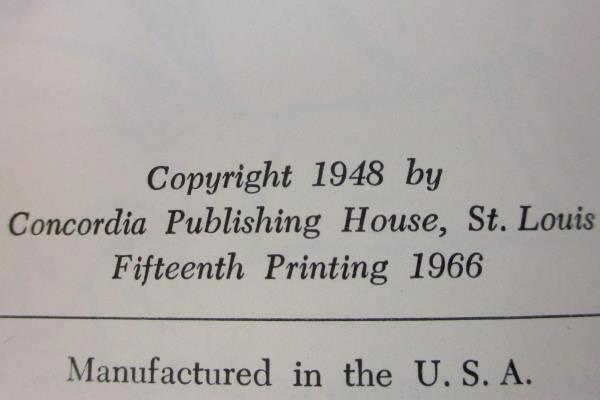 Copyright 1948 by
Concordia Publishing House, St. Louis
Fifteenth Printing 1966
Manufactured in the U. S. A.